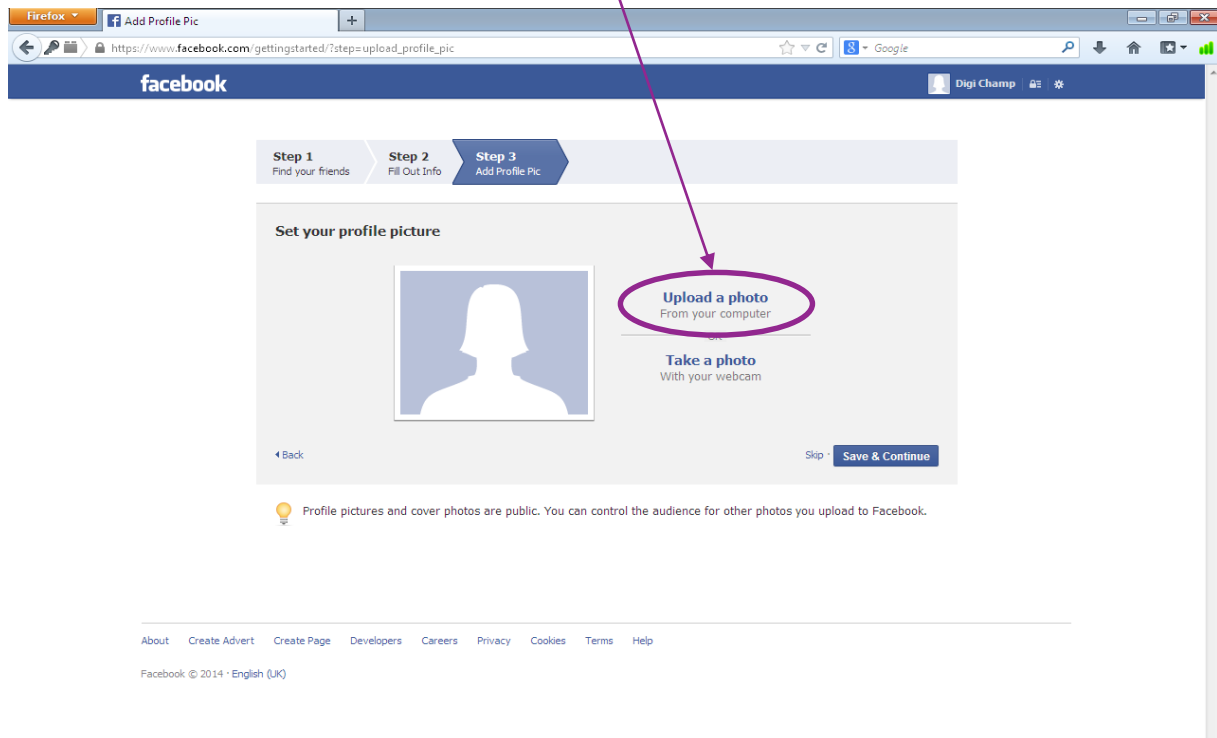 Firefox
Add Profile Pic
https://www.facebook.com/gettingstarted/?step=upload_profile_pic
Google
facebook
Digi Champ
Step 1
Find your friends
Step 2
Fill Out Info
Step 3
Add Profile Pic
Set your profile picture
Upload a photo
From your computer
Take a photo
With your webcam
Back
Skip · Save & Continue
Profile pictures and cover photos are public. You can control the audience for other photos you upload to Facebook.
About Create Advert Create Page Developers Careers Privacy Cookies Terms Help
Facebook © 2014 · English (UK)